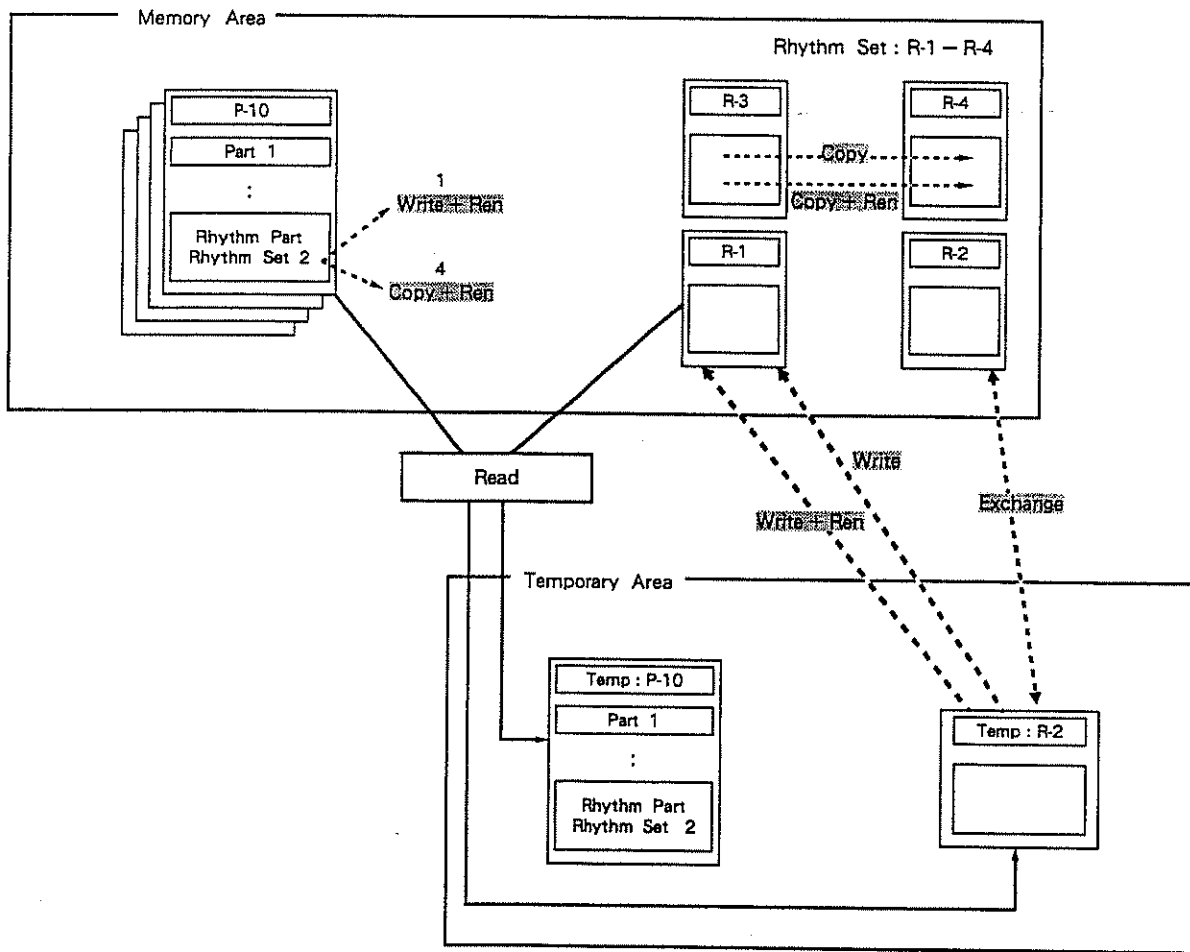 Memory Area
Rhythm Set : R-1 — R-4
P-10
Part 1
:
Rhythm Part
Rhythm Set 2
1
Write + Ren
4
Copy + Ren
R-3
R-4
Copy
Copy + Ren
R-1
R-2
Read
Write
Write + Ren
Exchange
Temporary Area
Temp : P-10
Part 1
:
Rhythm Part
Rhythm Set 2
Temp : R-2